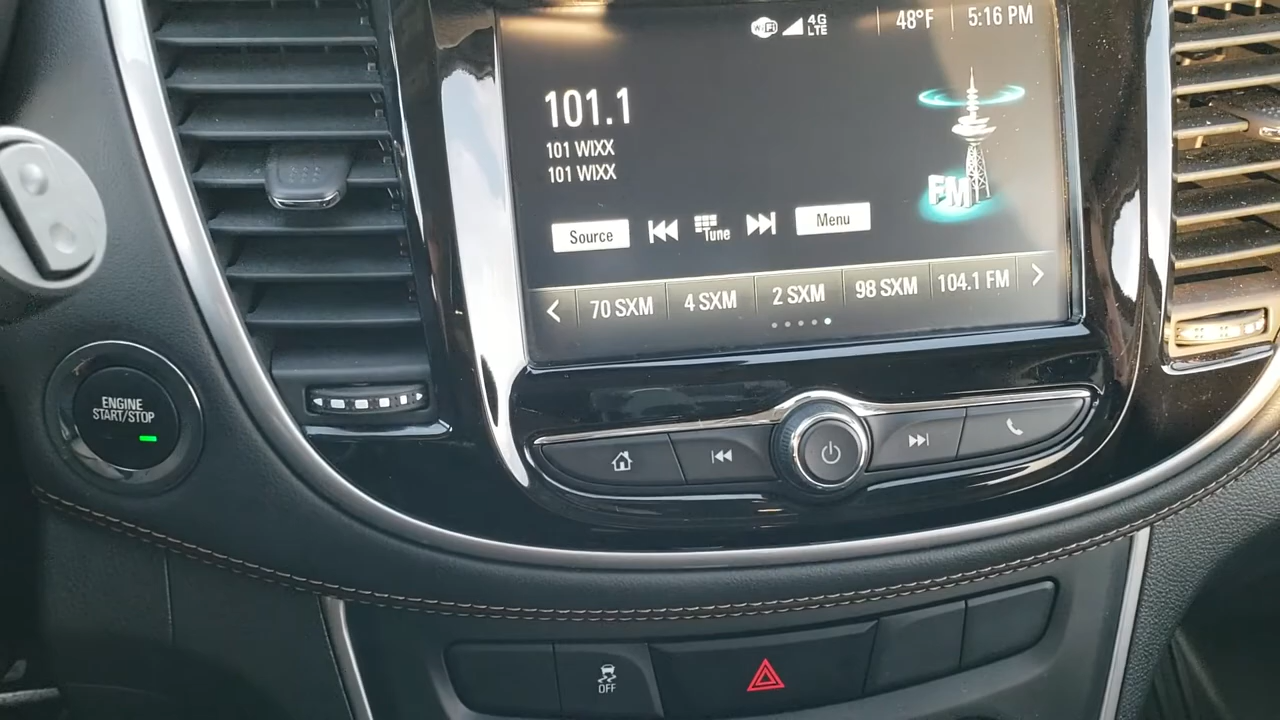 WiFi 4G LTE 48°F 5:16 PM
101.1
101 WIXX
101 WIXX
FM
Source Tune Menu
70 SXM 4 SXM 2 SXM 98 SXM 104.1 FM
ENGINE
START/STOP
OFF